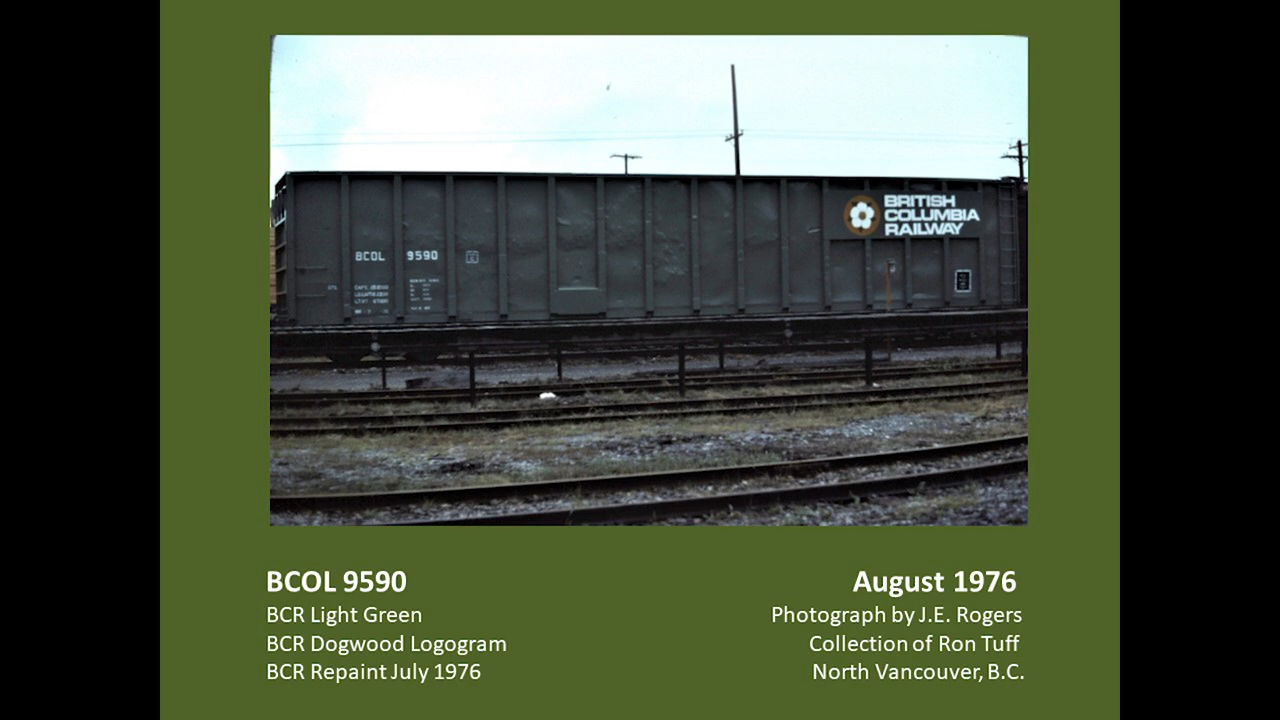 BRITISH
COLUMBIA
RAILWAY
BCOL 9590
BCOL 9590
BCR Light Green
BCR Dogwood Logogram
BCR Repaint July 1976
August 1976
Photograph by J.E. Rogers
Collection of Ron Tuff
North Vancouver, B.C.